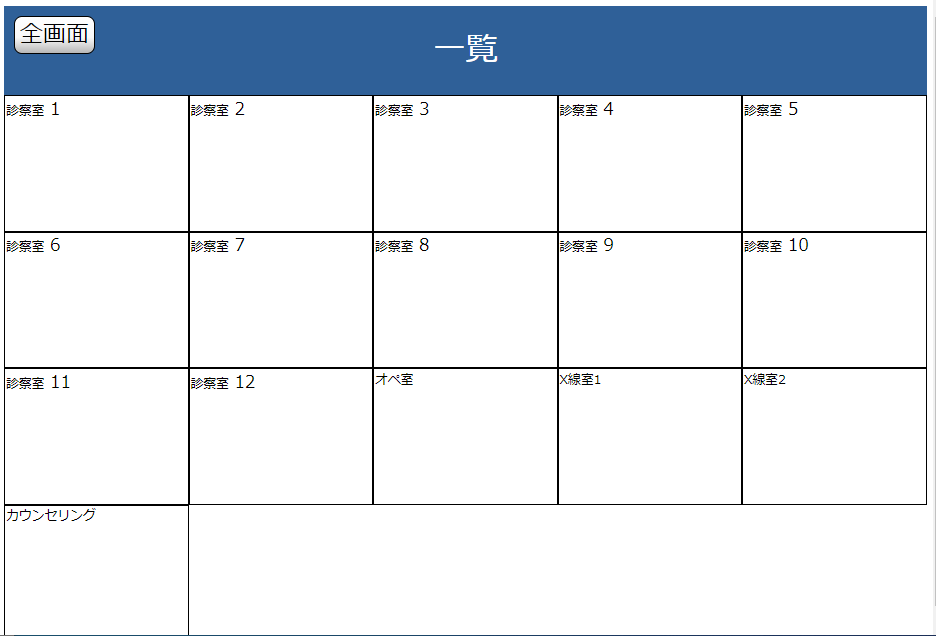 全画面
一覧
診察室 1
診察室 2
診察室 3
診察室 4
診察室 5
診察室 6
診察室 7
診察室 8
診察室 9
診察室 10
診察室 11
診察室 12
オペ室
X線室1
X線室2
カウンセリング